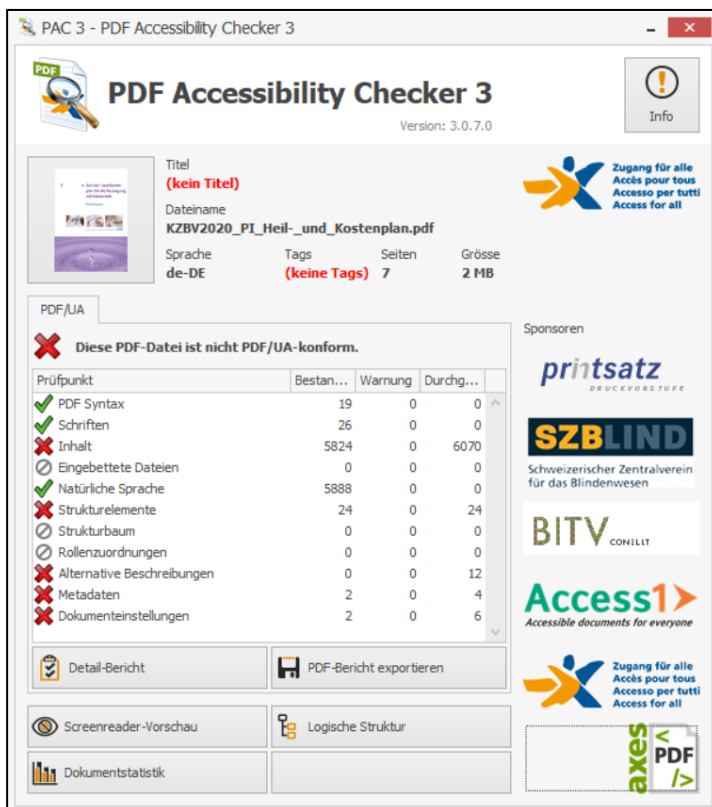 PAC 3 - PDF Accessibility Checker 3
PDF
PDF Accessibility Checker 3
Version: 3.0.7.0
Info
Titel
(kein Titel)
Dateiname
KZBV2020_PI_Heil-_und_Kostenplan.pdf
Sprache Tags Seiten Grösse
de-DE (keine Tags) 7 2 MB
Zugang für alle
Accès pour tous
Accesso per tutti
Access for all
PDF/UA
Diese PDF-Datei ist nicht PDF/UA-konform.
Prüfpunkt Bestan... Warnung Durchg...
PDF Syntax 19 0 0
Schriften 26 0 0
Inhalt 5824 0 6070
Eingebettete Dateien 0 0 0
Natürliche Sprache 5888 0 0
Strukturelemente 24 0 24
Strukturbaum 0 0 0
Rollenzuordnungen 0 0 0
Alternative Beschreibungen 0 0 12
Metadaten 2 0 4
Dokumenteinstellungen 2 0 6
Detail-Bericht PDF-Bericht exportieren
Screenreader-Vorschau Logische Struktur
Dokumentstatistik
Sponsoren
printsatz
DRUCKVORSTUFE
SZBLIND
Schweizerischer Zentralverein
für das Blindenwesen
BITV CONSULT
Access1
Accessible documents for everyone
Zugang für alle
Accès pour tous
Accesso per tutti
Access for all
axes
<
PDF
/>